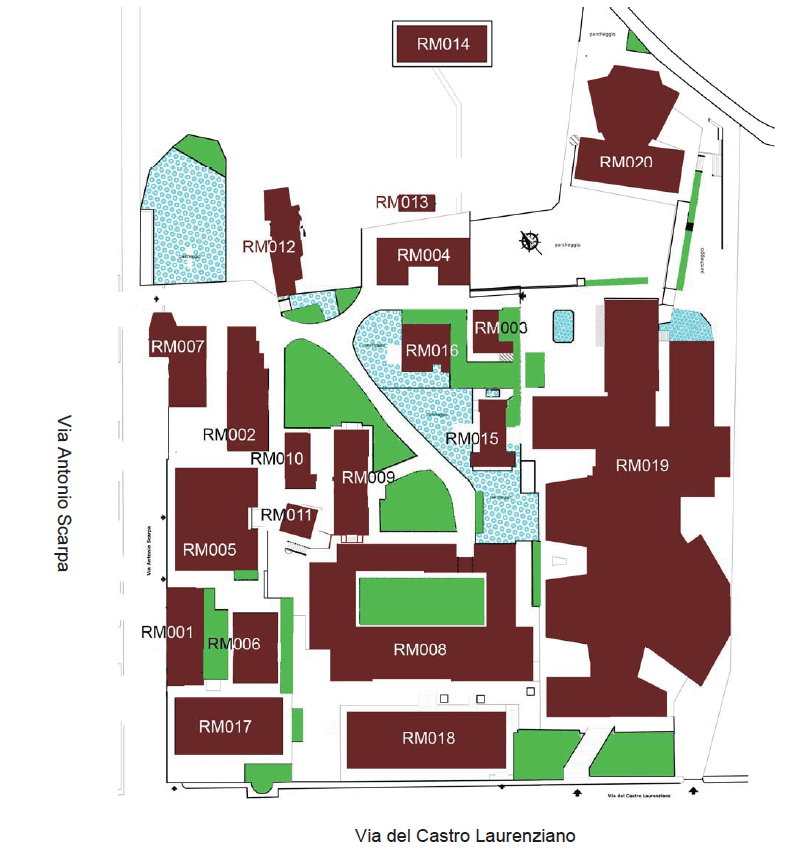 RM014
parcheggio
RM020
RM013
RM012
RM004
parcheggio
parcheggio
parcheggio
RM007
RM003
RM016
parcheggio
parcheggio
RM002
RM015
RM010
RM009
RM019
Via Antonio Scarpa
parcheggio
RM011
RM005
Via Antonio Scarpa
RM001
RM006
RM008
RM017
RM018
Via del Castro Laurenziano
Via del Castro Laurenziano